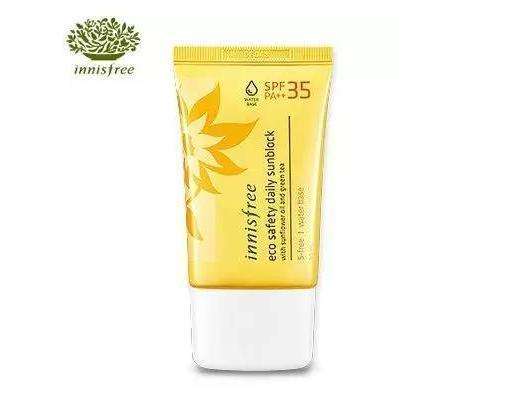 innisfree
SPF 35
PA++
WATER
BASE
innisfree
eco safety daily sunblock
with sunflower oil and green tea
5-free | water base